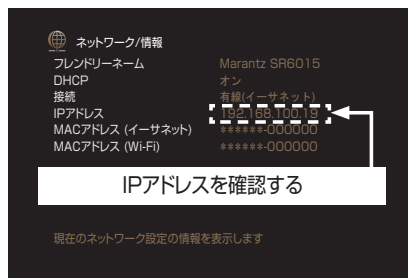 ネットワーク/情報
フレンドリーネーム Marantz SR6015
DHCP オン
接続 有線(イーサネット)
IPアドレス 192.168.100.19
MACアドレス (イーサネット) ******-000000
MACアドレス (Wi-Fi) ******-000000
IPアドレスを確認する
現在のネットワーク設定の情報を表示します